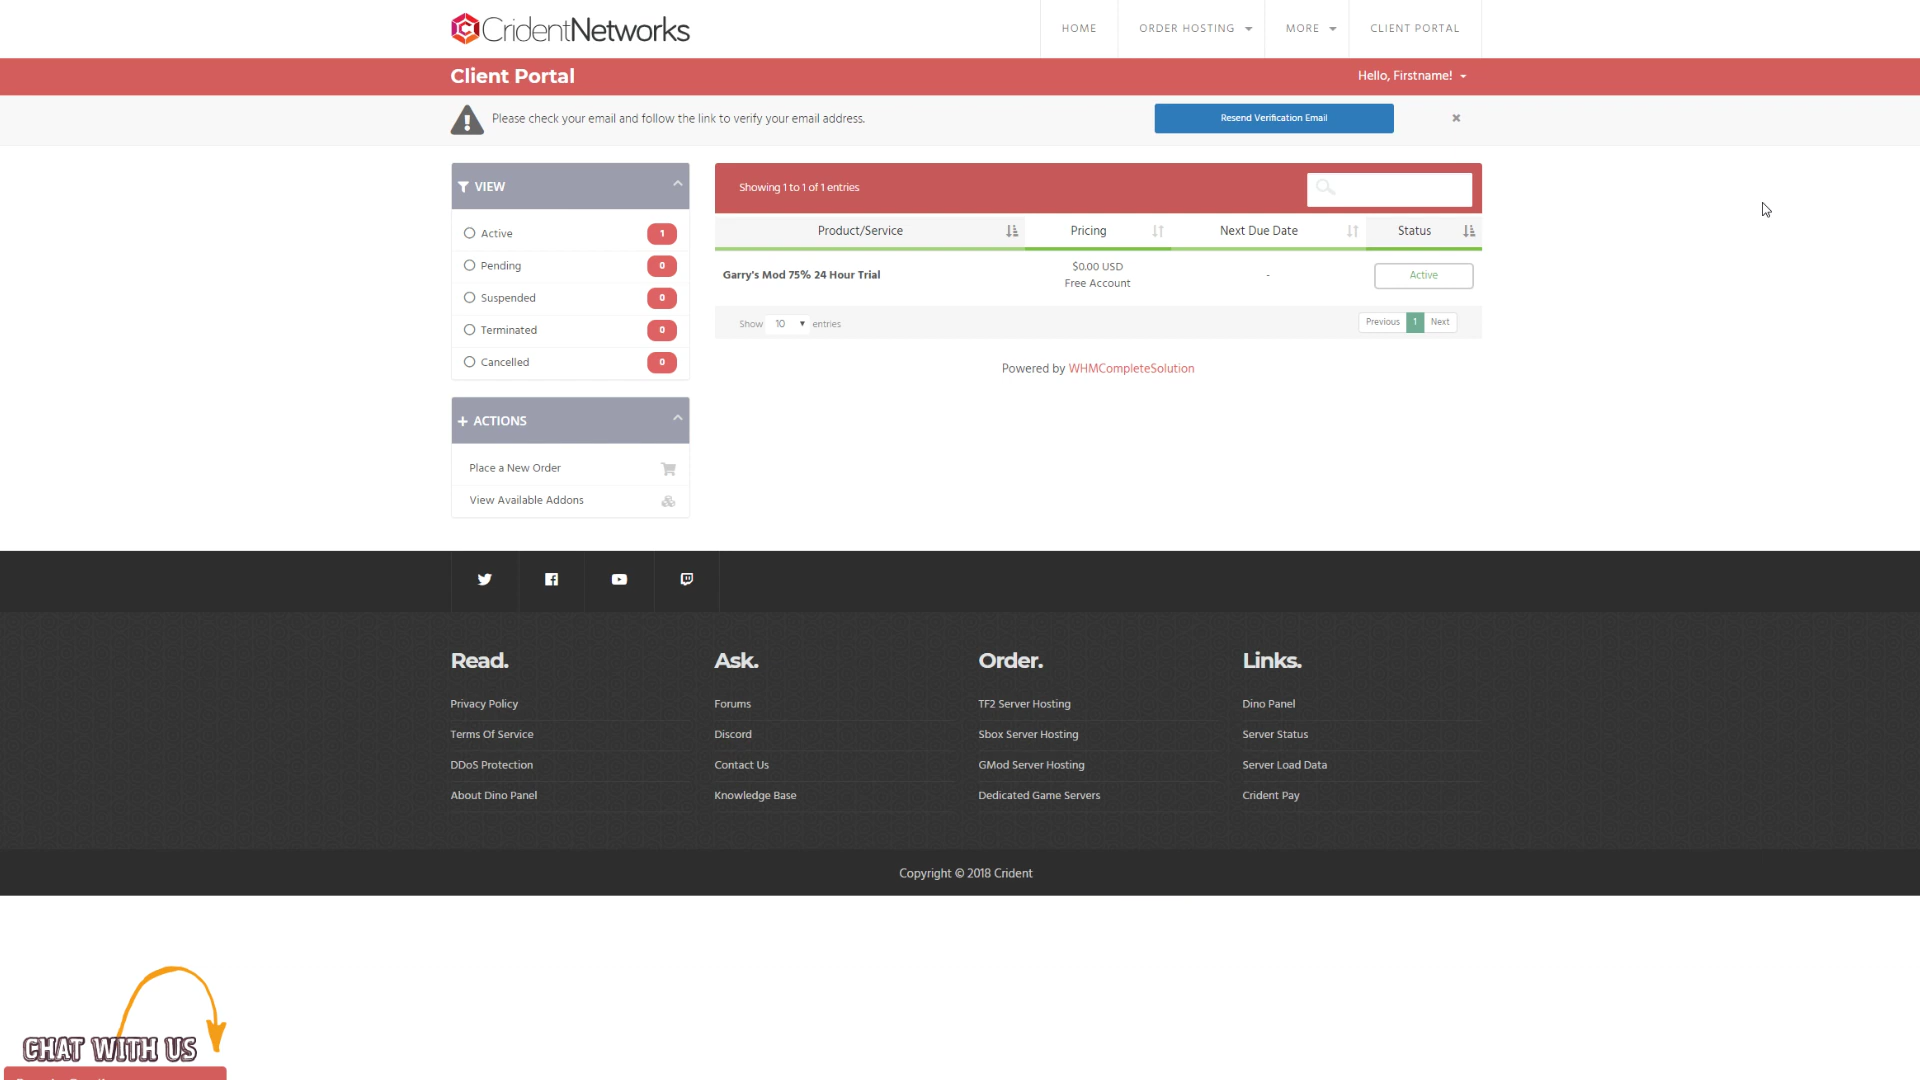 CridentNetworks
HOME
ORDER HOSTING
MORE
CLIENT PORTAL
Client Portal
Hello, Firstname!
Please check your email and follow the link to verify your email address.
Resend Verification Email
×
VIEW
Active 1
Pending 0
Suspended 0
Terminated 0
Cancelled 0
ACTIONS
Place a New Order
View Available Addons
Showing 1 to 1 of 1 entries
Product/Service Pricing Next Due Date Status
Garry's Mod 75% 24 Hour Trial
$0.00 USD
Free Account
-
Active
Show 10 entries
Previous 1 Next
Powered by WHMCompleteSolution
Read.
Privacy Policy
Terms Of Service
DDoS Protection
About Dino Panel
Ask.
Forums
Discord
Contact Us
Knowledge Base
Order.
TF2 Server Hosting
Sbox Server Hosting
GMod Server Hosting
Dedicated Game Servers
Links.
Dino Panel
Server Status
Server Load Data
Crident Pay
Copyright © 2018 Crident
CHAT WITH US